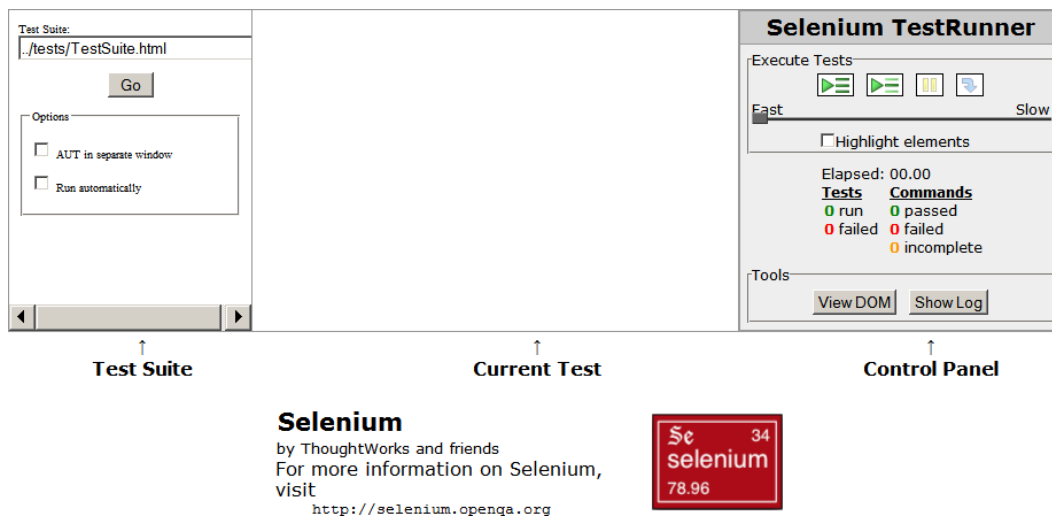 Test Suite:
../tests/TestSuite.html
Go
Options
AUT in separate window
Run automatically
Selenium TestRunner
Execute Tests
Fast Slow
Highlight elements
Elapsed: 00.00
Tests Commands
0 run 0 passed
0 failed 0 failed
0 incomplete
Tools
View DOM Show Log
↑ ↑ ↑
Test Suite Current Test Control Panel
Selenium
by ThoughtWorks and friends
For more information on Selenium,
visit
http://selenium.openqa.org
Se 34
selenium
78.96